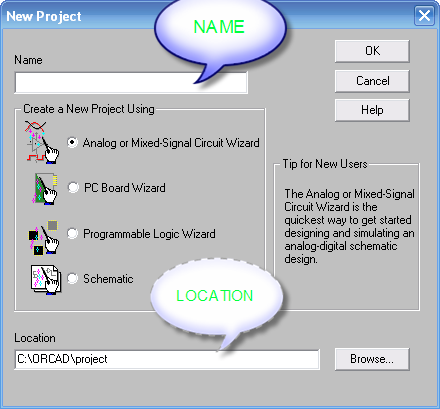 New Project
NAME
OK
Name
Cancel
Create a New Project Using
Help
Analog or Mixed-Signal Circuit Wizard
PC Board Wizard
Tip for New Users
The Analog or Mixed-Signal
Circuit Wizard is the
quickest way to get started
designing and simulating an
analog-digital schematic
design.
Programmable Logic Wizard
Schematic
LOCATION
Location
C:\ORCAD\project
Browse...